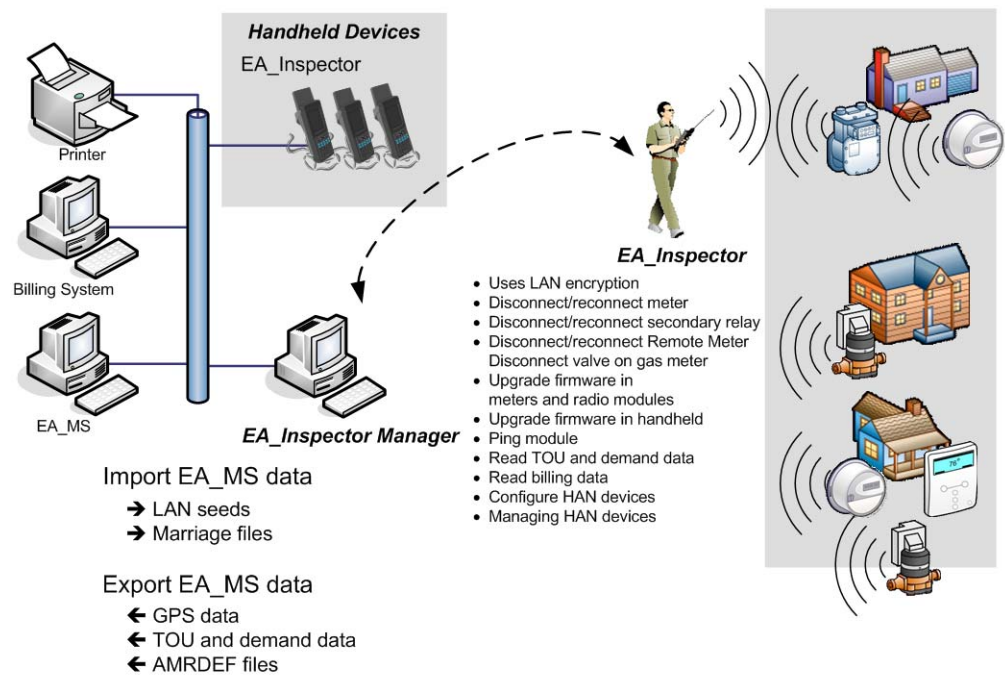 Handheld Devices
EA_Inspector
Printer
Billing System
EA_MS
EA_Inspector Manager
Import EA_MS data
➔ LAN seeds
➔ Marriage files
Export EA_MS data
🡨 GPS data
🡨 TOU and demand data
🡨 AMRDEF files
EA_Inspector
• Uses LAN encryption
• Disconnect/reconnect meter
• Disconnect/reconnect secondary relay
• Disconnect/reconnect Remote Meter
Disconnect valve on gas meter
• Upgrade firmware in
meters and radio modules
• Upgrade firmware in handheld
• Ping module
• Read TOU and demand data
• Read billing data
• Configure HAN devices
• Managing HAN devices